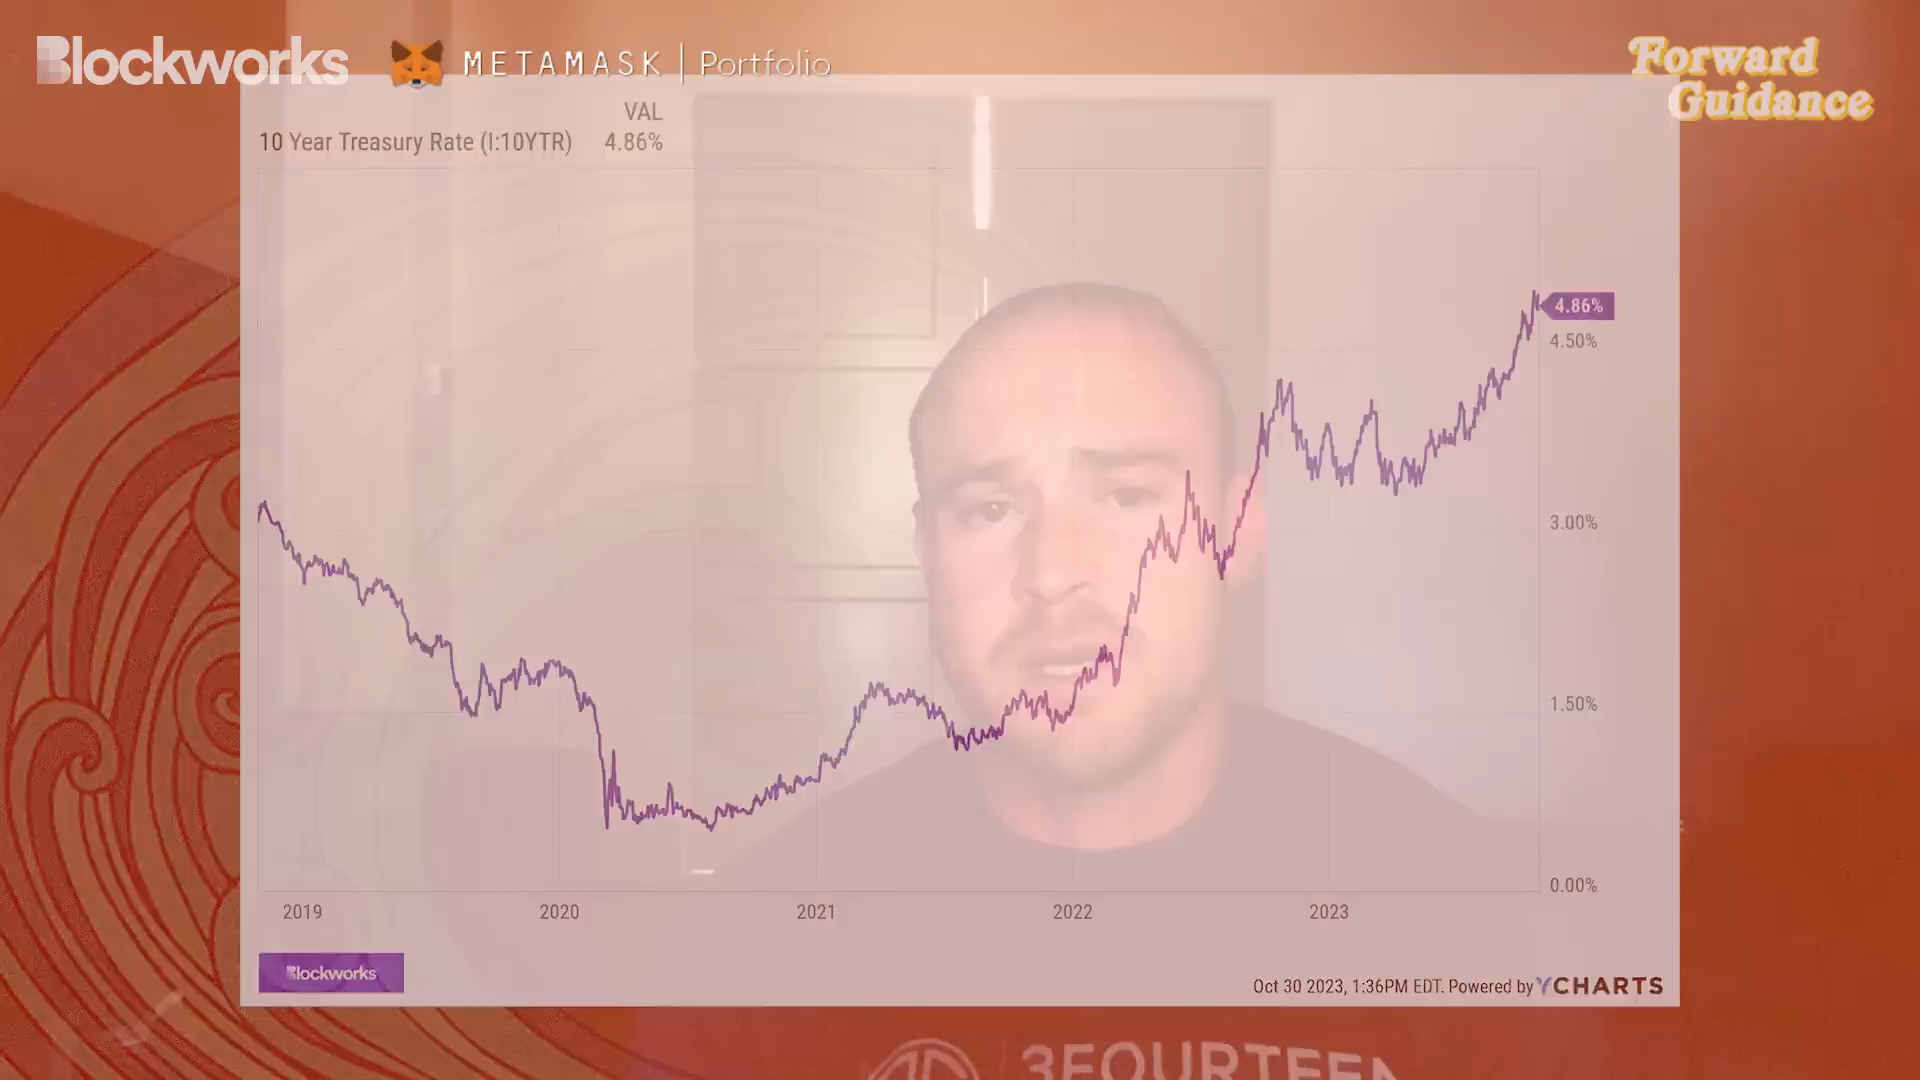 Blockworks
METAMASK | Portfolio
Forward
Guidance
VAL
10 Year Treasury Rate (I:10YTR) 4.86%
4.86%
4.50%
3.00%
1.50%
0.00%
2019 2020 2021 2022 2023
Blockworks
Oct 30 2023, 1:36PM EDT. Powered by YCHARTS
3FOURTEEN